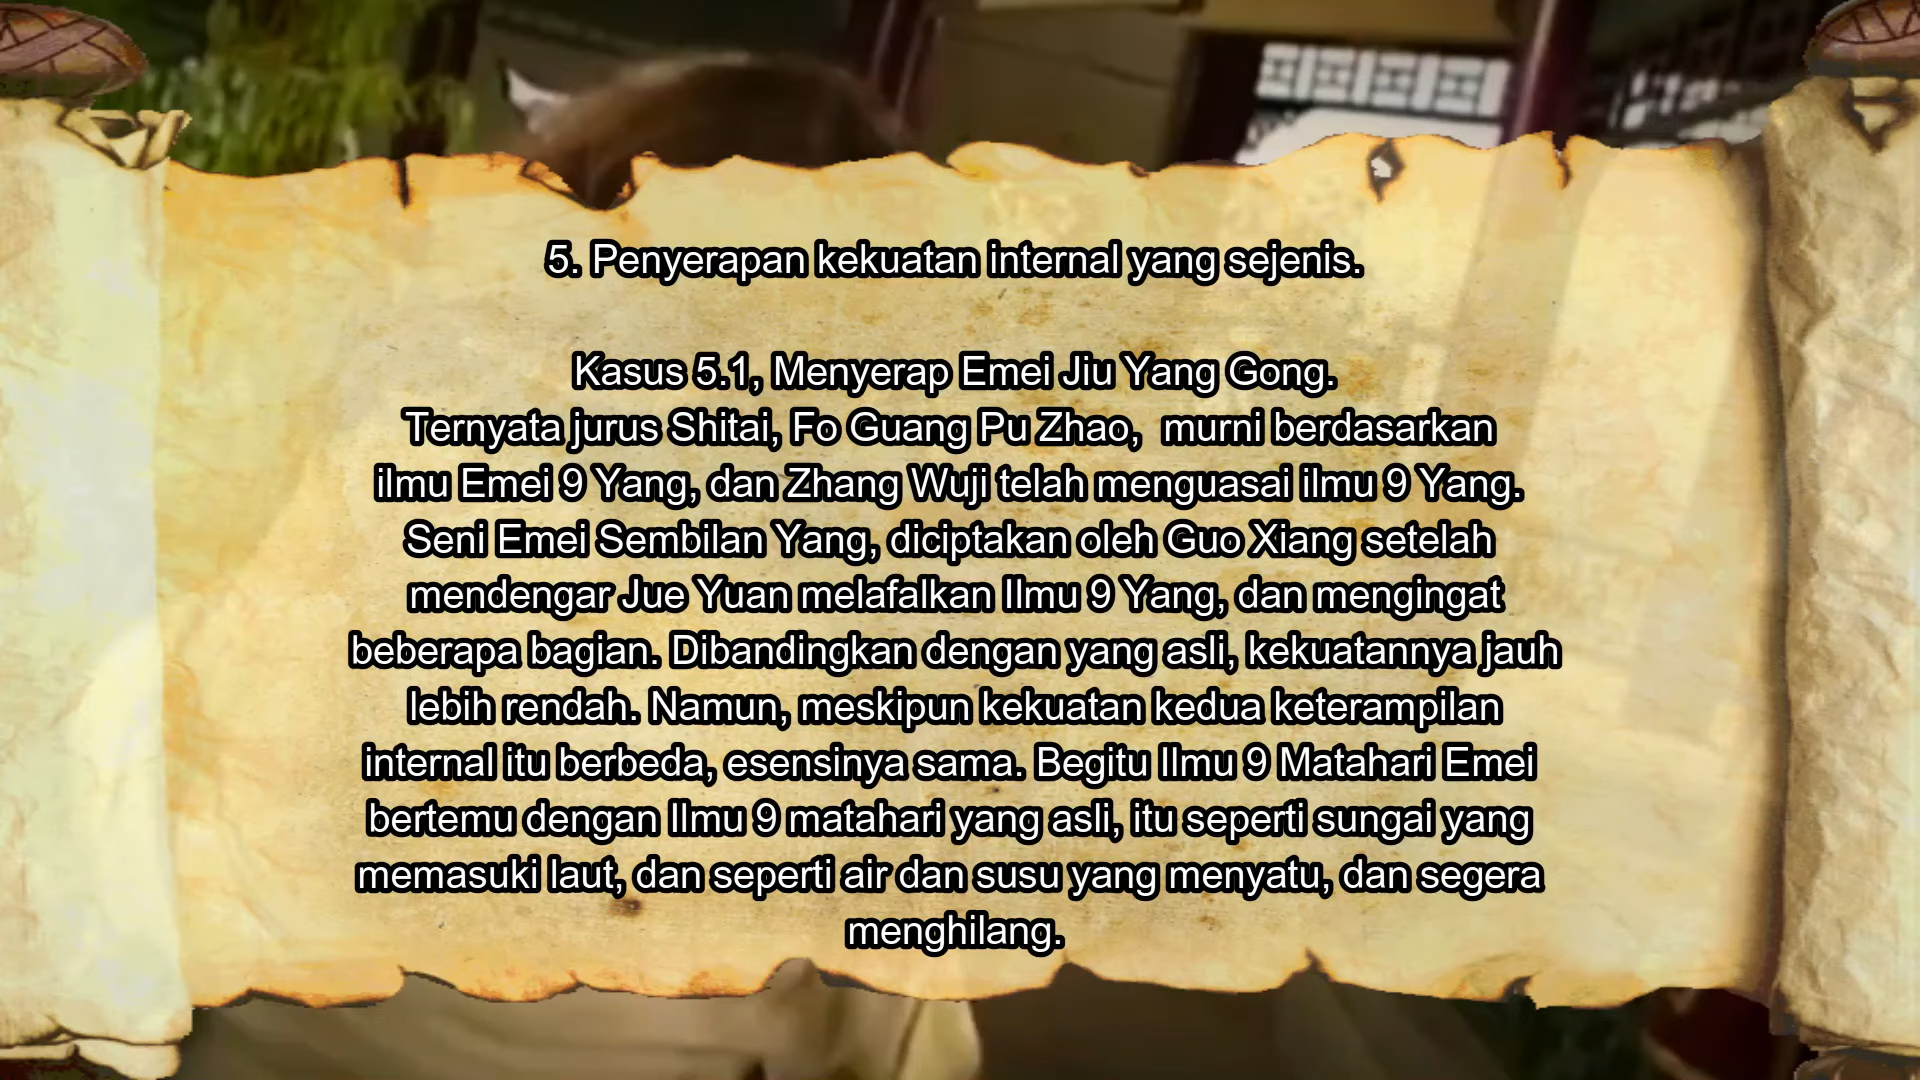 5. Penyerapan kekuatan internal yang sejenis.
Kasus 5.1, Menyerap Emei Jiu Yang Gong.
Ternyata jurus Shitai, Fo Guang Pu Zhao,  murni berdasarkan
ilmu Emei 9 Yang, dan Zhang Wuji telah menguasai ilmu 9 Yang.
Seni Emei Sembilan Yang, diciptakan oleh Guo Xiang setelah
mendengar Jue Yuan melafalkan Ilmu 9 Yang, dan mengingat
beberapa bagian. Dibandingkan dengan yang asli, kekuatannya jauh
lebih rendah. Namun, meskipun kekuatan kedua keterampilan
internal itu berbeda, esensinya sama. Begitu Ilmu 9 Matahari Emei
bertemu dengan Ilmu 9 matahari yang asli, itu seperti sungai yang
memasuki laut, dan seperti air dan susu yang menyatu, dan segera
menghilang.